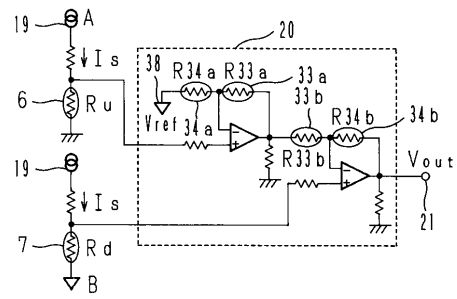 19 A
20
Is
38
R34a R33a 33a
33b
6 Ru
Vref 34a
R34b 34b
R33b
Vout
19
Is
21
7 Rd
B